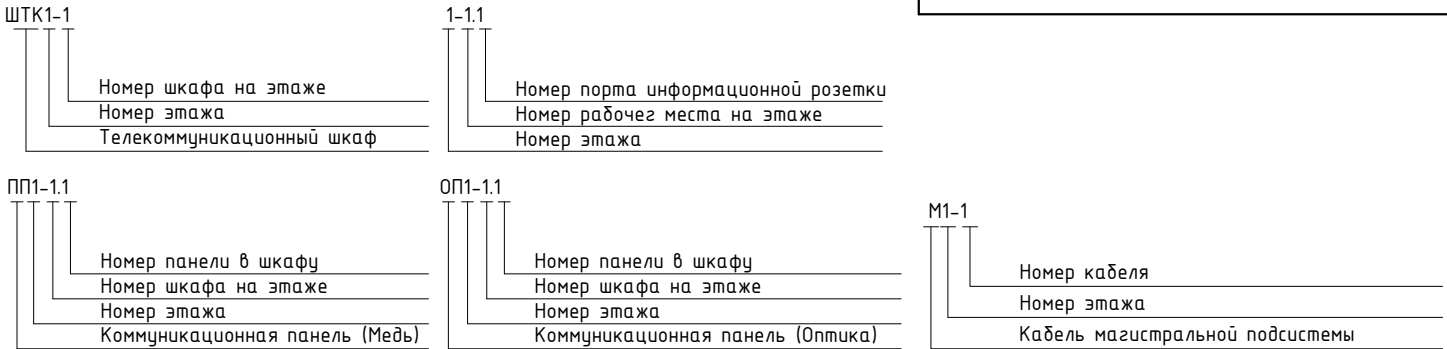 ШТК1-1
Номер шкафа на этаже
Номер этажа
Телекоммуникационный шкаф
1-1.1
Номер порта информационной розетки
Номер рабочег места на этаже
Номер этажа
ПП1-1.1
Номер панели в шкафу
Номер шкафа на этаже
Номер этажа
Коммуникационная панель (Медь)
ОП1-1.1
Номер панели в шкафу
Номер шкафа на этаже
Номер этажа
Коммуникационная панель (Оптика)
М1-1
Номер кабеля
Номер этажа
Кабель магистральной подсистемы